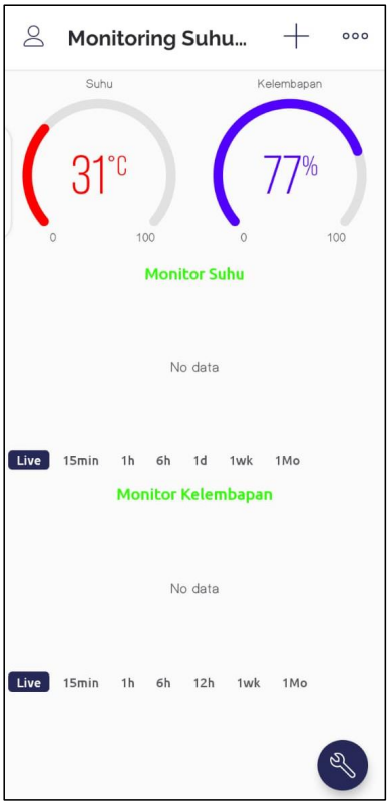 Monitoring Suhu...
Suhu Kelembapan
31°C 77%
0 100 0 100
Monitor Suhu
No data
Live 15min 1h 6h 1d 1wk 1Mo
Monitor Kelembapan
No data
Live 15min 1h 6h 12h 1wk 1Mo